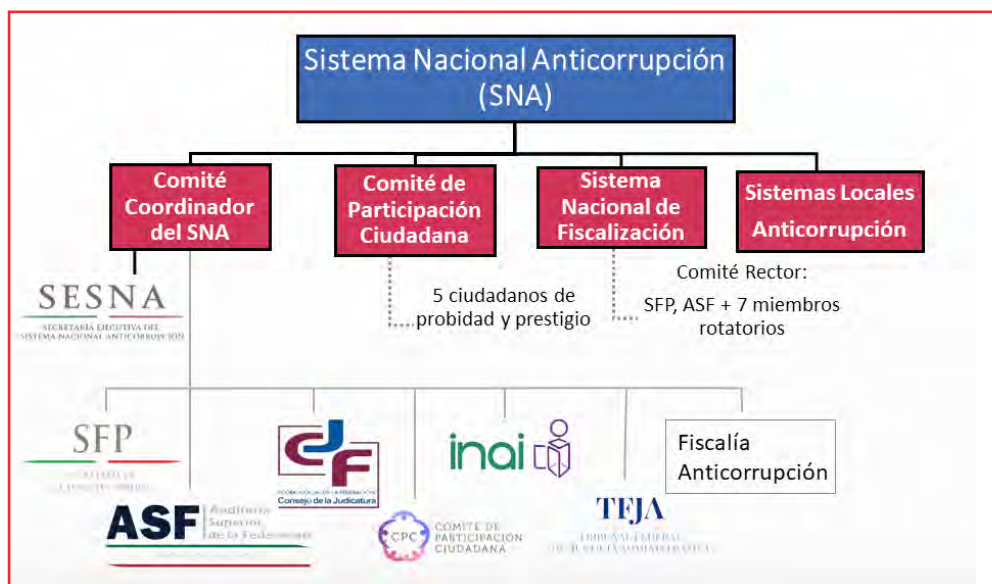 Sistema Nacional Anticorrupción
(SNA)
Comité
Coordinador
del SNA
Comité de
Participación
Ciudadana
Sistema
Nacional de
Fiscalización
Sistemas Locales
Anticorrupción
SESNA
SECRETARÍA EJECUTIVA DEL
SISTEMA NACIONAL ANTICORRUPCIÓN
5 ciudadanos de
probidad y prestigio
Comité Rector:
SFP, ASF + 7 miembros
rotatorios
SFP
CJF
Consejo de la Judicatura
inai
Fiscalía
Anticorrupción
ASF
Auditoría
Superior
de la Federación
CPC
COMITÉ DE
PARTICIPACIÓN
CIUDADANA
TEJA